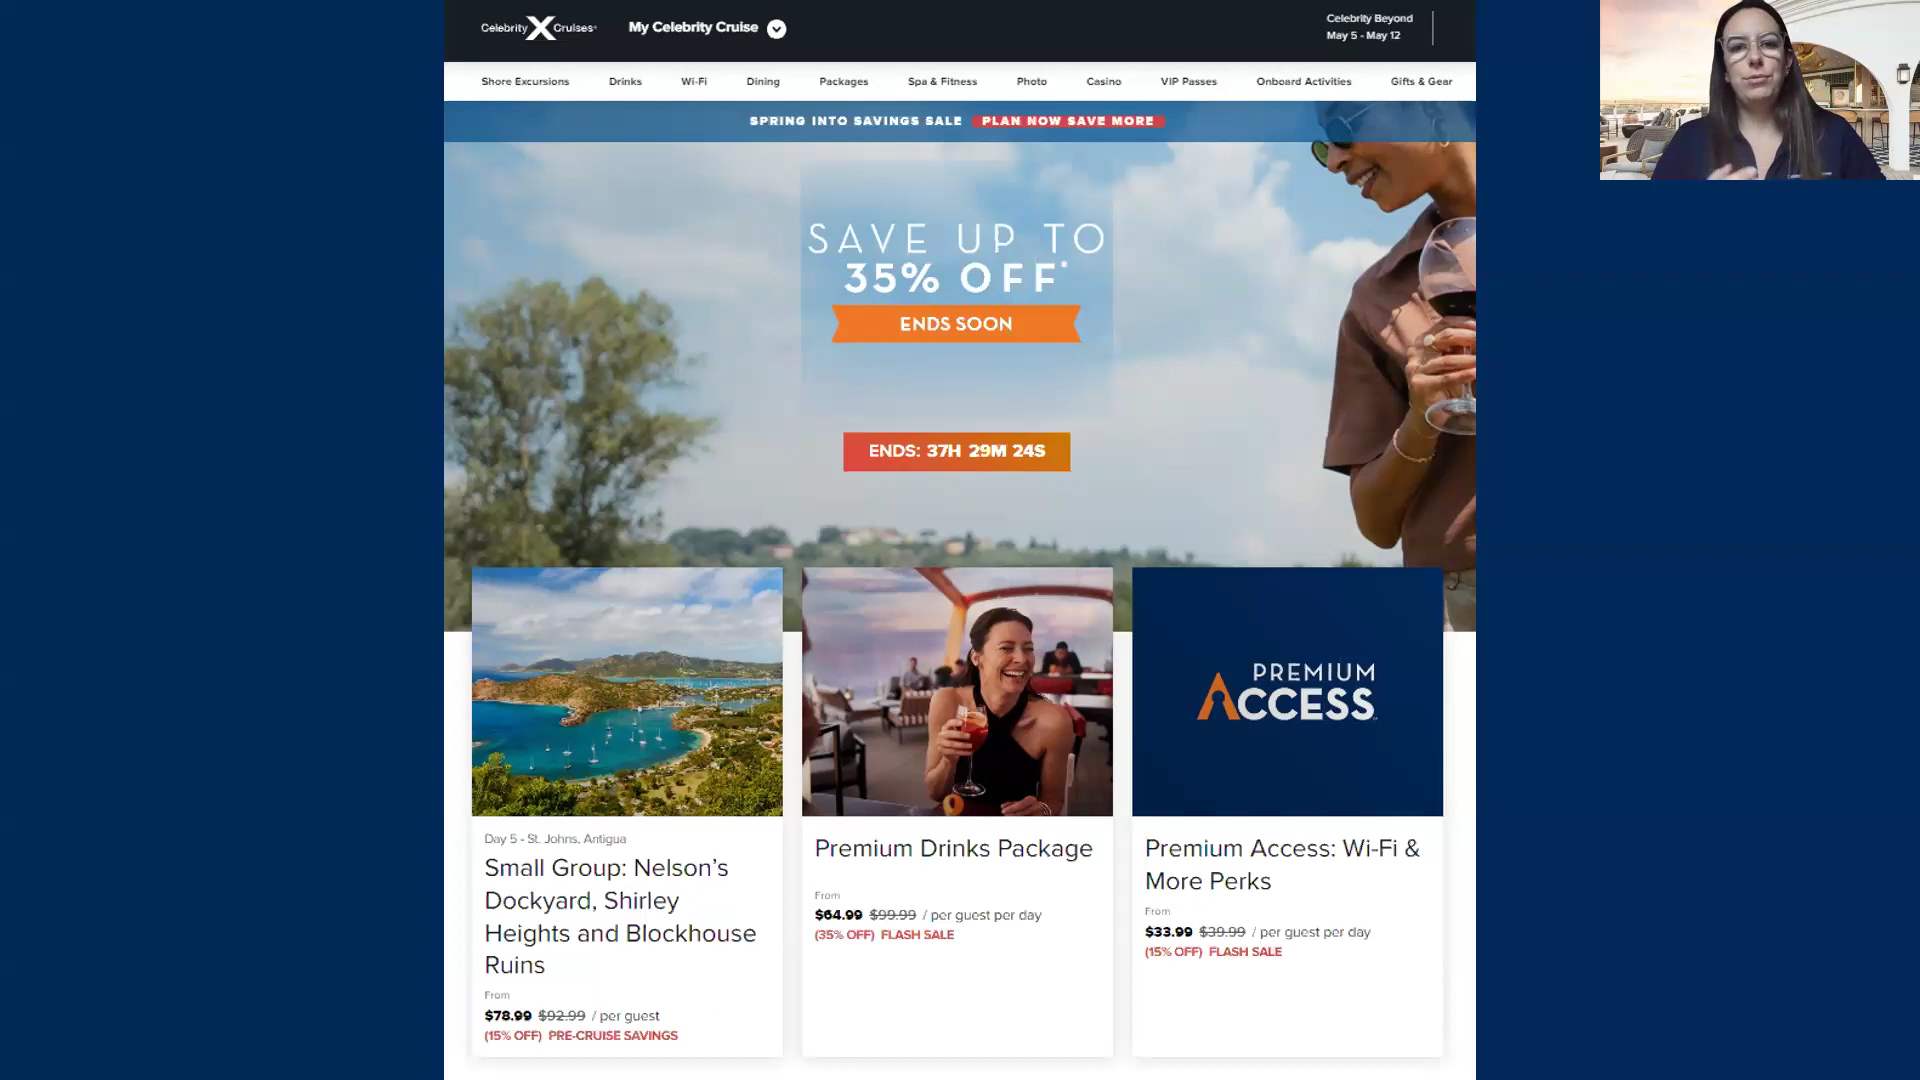 Celebrity X Cruises
My Celebrity Cruise
Celebrity Beyond
May 5 - May 12
Shore Excursions Drinks Wi-Fi Dining Packages Spa & Fitness Photo Casino VIP Passes Onboard Activities Gifts & Gear
SPRING INTO SAVINGS SALE PLAN NOW SAVE MORE
SAVE UP TO
35% OFF*
ENDS SOON
ENDS: 37H 29M 24S
PREMIUM
ACCESS
Day 5 - St. Johns, Antigua
Small Group: Nelson's
Dockyard, Shirley
Heights and Blockhouse
Ruins
From
$78.99 $92.99 / per guest
(15% OFF) PRE-CRUISE SAVINGS
Premium Drinks Package
From
$64.99 $99.99 / per guest per day
(35% OFF) FLASH SALE
Premium Access: Wi-Fi &
More Perks
From
$33.99 $39.99 / per guest per day
(15% OFF) FLASH SALE